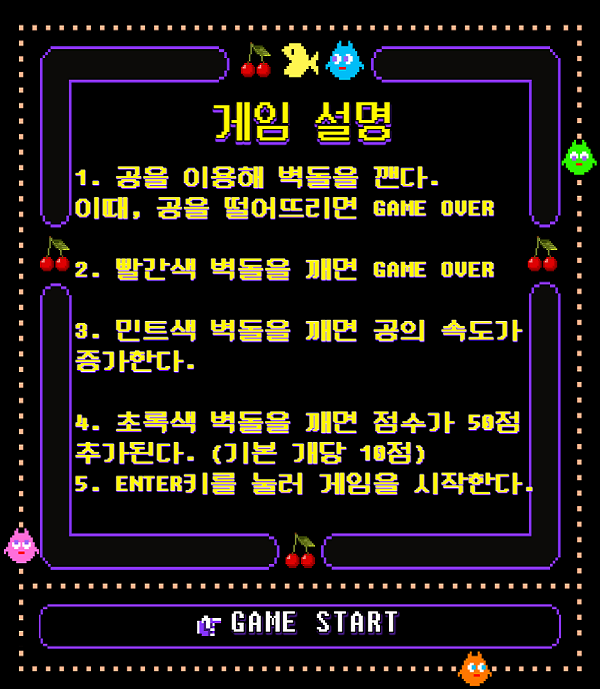 게임 설명
1. 공을 이용해 벽돌을 깬다.
이때, 공을 떨어뜨리면 GAME OVER
2. 빨간색 벽돌을 깨면 GAME OVER
3. 민트색 벽돌을 깨면 공의 속도가
증가한다.
4. 초록색 벽돌을 깨면 점수가 50점
추가된다. (기본 개당 10점)
5. ENTER키를 눌러 게임을 시작한다.
GAME START